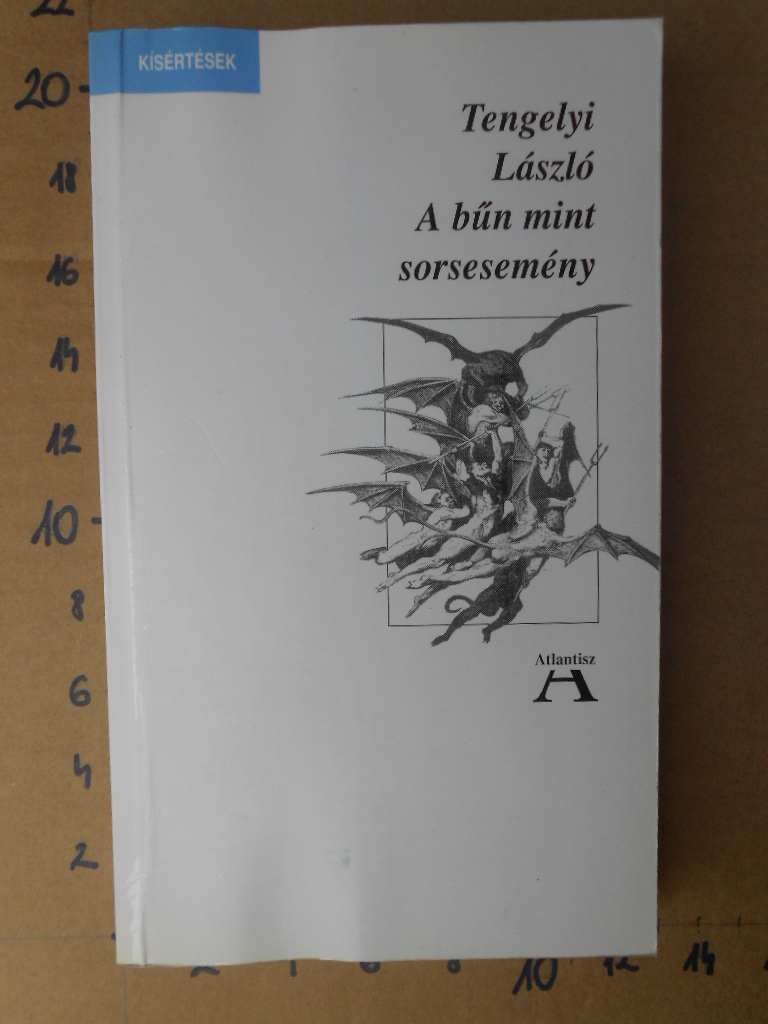 22
20
KÍSÉRTÉSEK
Tengelyi
László
A bűn mint
sorsesemény
18
16
14
12
10
8
6
4
2
Atlantisz
10
12
14